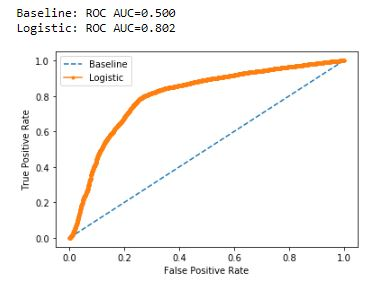 Baseline: ROC AUC=0.500
Logistic: ROC AUC=0.802
Baseline
Logistic
1.0
0.8
0.6
0.4
0.2
0.0
True Positive Rate
0.0 0.2 0.4 0.6 0.8 1.0
False Positive Rate